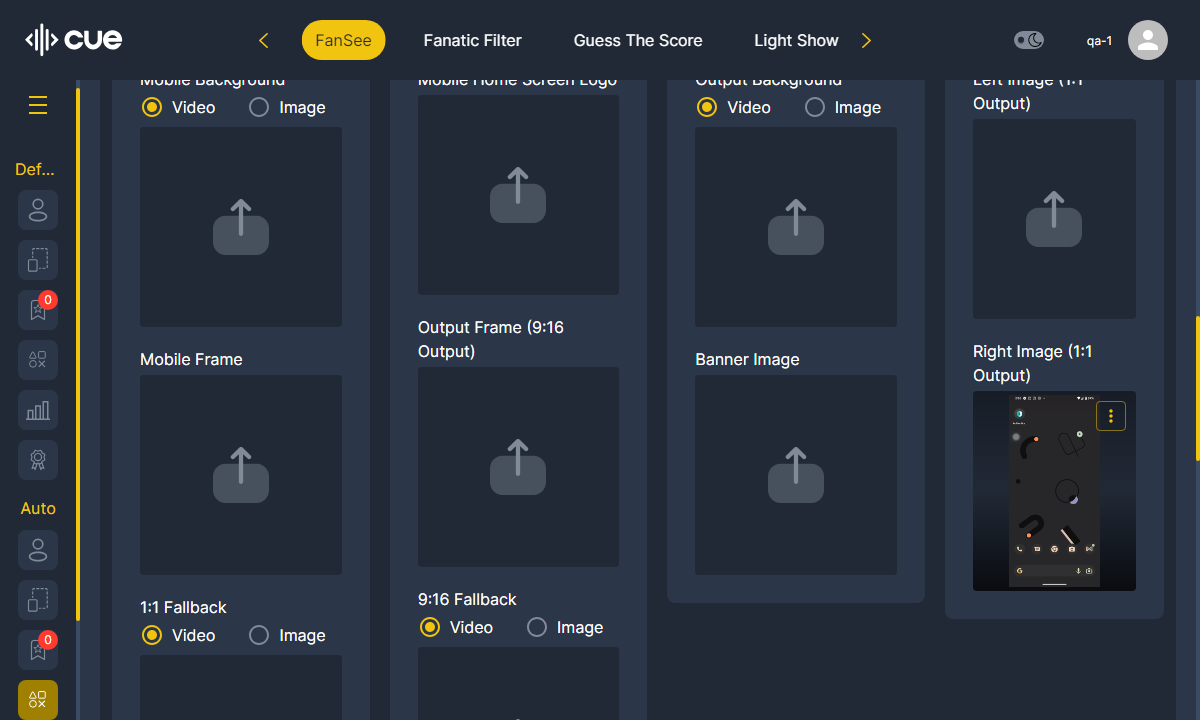 cue
FanSee
Fanatic Filter
Guess The Score
Light Show
qa-1
Def...
0
Auto
0
Mobile Background
Video
Image
Mobile Frame
1:1 Fallback
Video
Image
Mobile Home Screen Logo
Output Frame (9:16
Output)
9:16 Fallback
Video
Image
Output Background
Video
Image
Banner Image
Left Image (1:1
Output)
Right Image (1:1
Output)